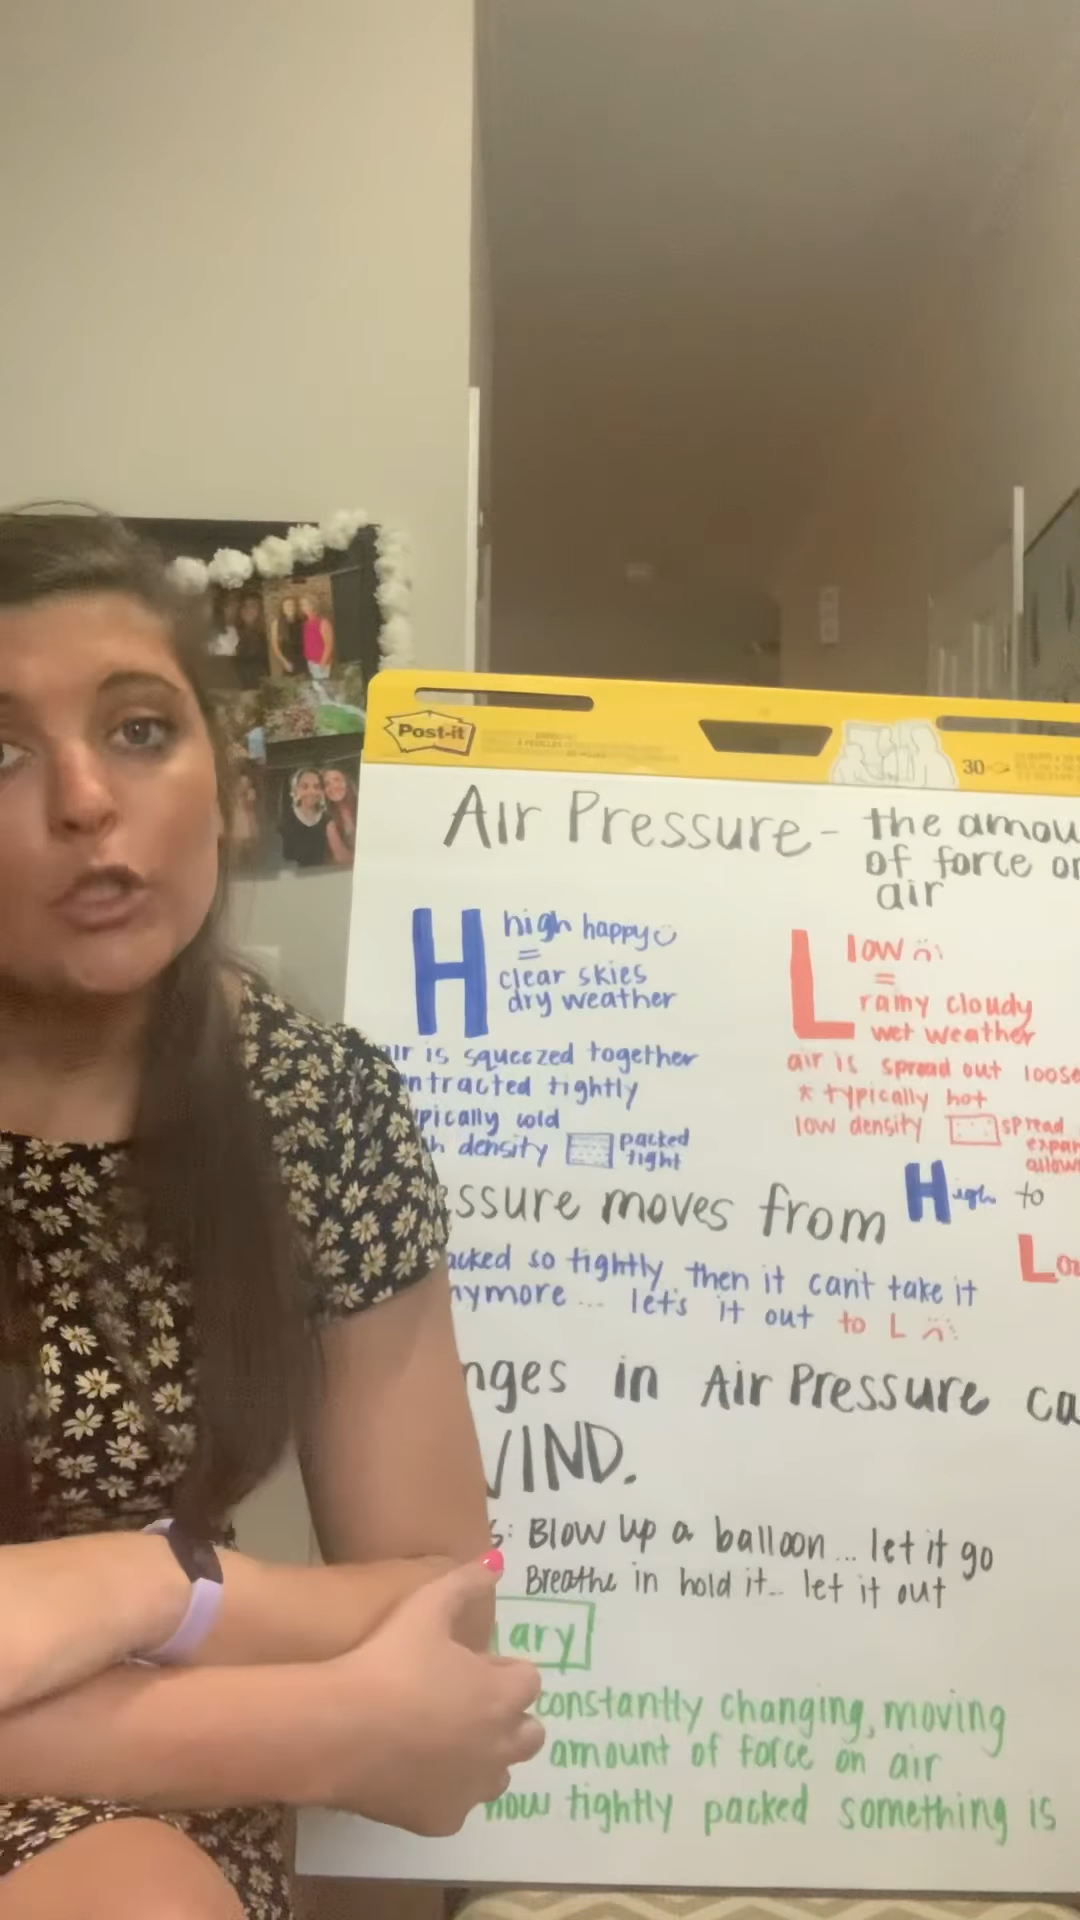 Post-it
30
Air Pressure - the amou
of force on
air
H high happy
=
clear skies
dry weather
air is squeezed together
ntracted tightly
pically cold
h density packed
tight
L low
=
rainy cloudy
wet weather
air is spread out loose
* typically hot
low density spread
expan
allow
ssure moves from High to
Low
acked so tightly then it can't take it
nymore... let's it out to L
nges in Air Pressure ca
WIND.
s: Blow up a balloon... let it go
Breathe in hold it... let it out
ary
constantly changing, moving
amount of force on air
how tightly packed something is